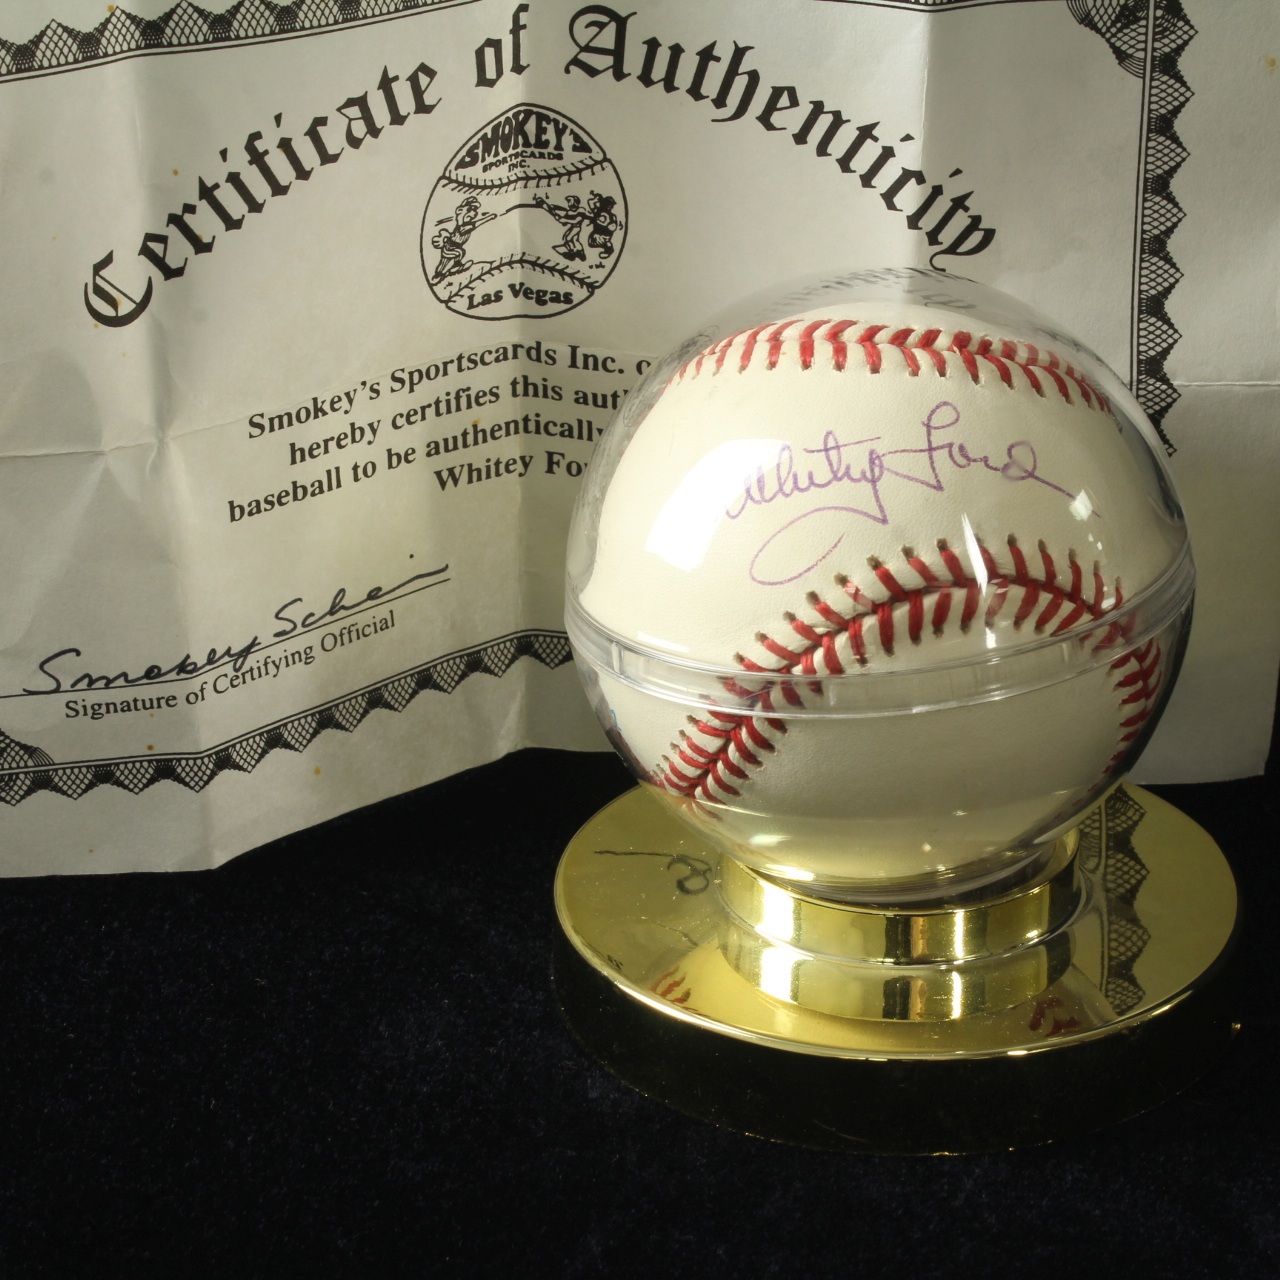 Certificate of Authenticity
SMOKEY'S
SPORTSCARDS
INC.
Las Vegas
Smokey's Sportscards Inc.
hereby certifies this
baseball to be authentically
Whitey
Smokey Schei
Signature of Certifying Official
Whitey Ford